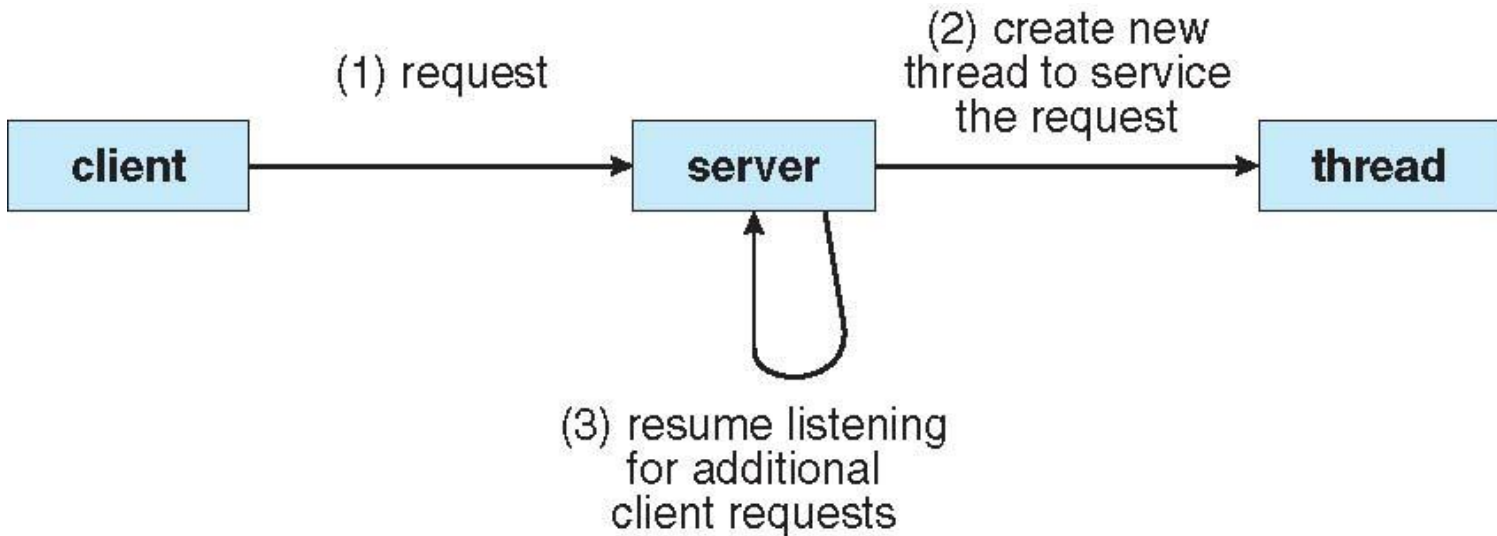 (1) request
(2) create new
thread to service
the request
client
server
thread
(3) resume listening
for additional
client requests